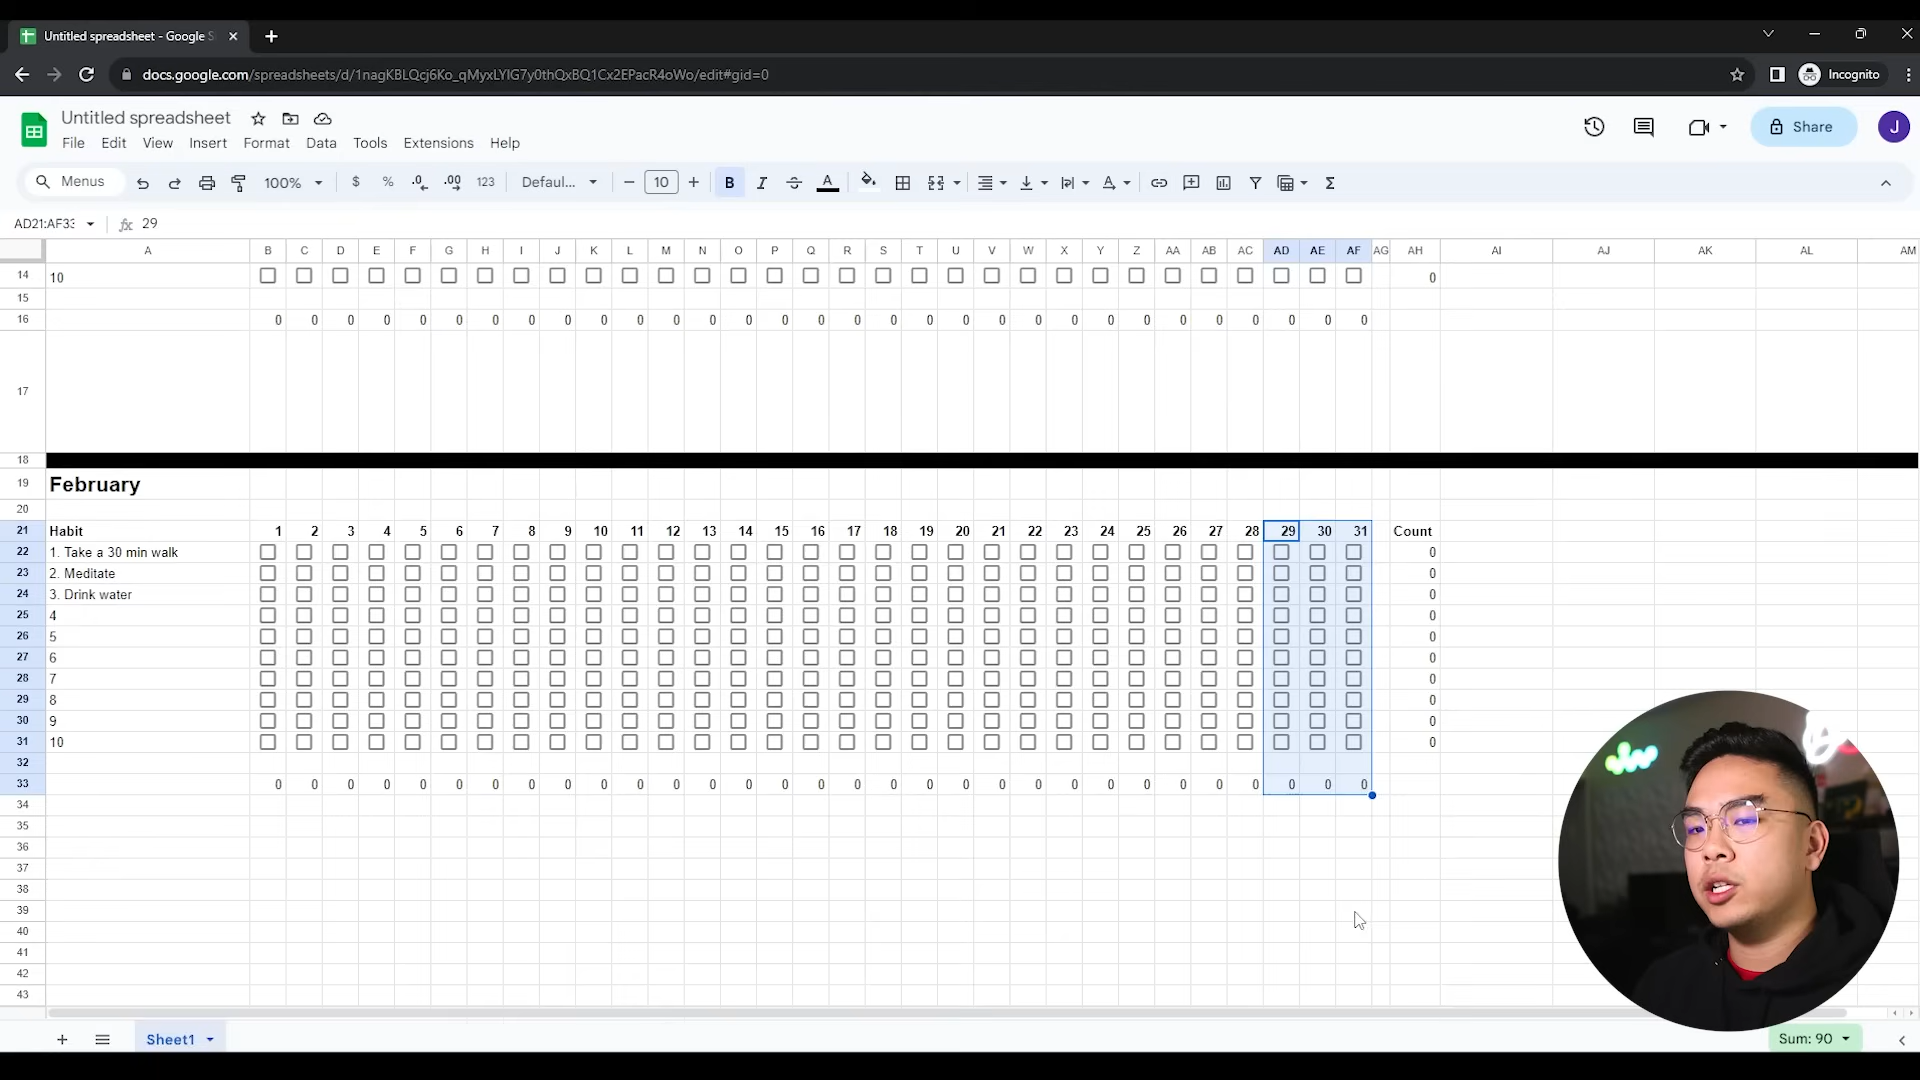 Untitled spreadsheet - Google S
docs.google.com/spreadsheets/d/1nagKBLQcj6Ko_qMyxLYIG7y0thQxBQ1Cx2EPacR4oWo/edit#gid=0
Incognito
Untitled spreadsheet
File Edit View Insert Format Data Tools Extensions Help
Share
J
Menus 100% $ % .0 .00 123 Defaul... 10 B I S A
AD21:AF33 fx 29
A B C D E F G H I J K L M N O P Q R S T U V W X Y Z AA AB AC AD AE AF AG AH AI AJ AK AL AM
14 10 0
15
16 0 0 0 0 0 0 0 0 0 0 0 0 0 0 0 0 0 0 0 0 0 0 0 0 0 0 0 0 0 0 0
17
18
19 February
20
21 Habit 1 2 3 4 5 6 7 8 9 10 11 12 13 14 15 16 17 18 19 20 21 22 23 24 25 26 27 28 29 30 31 Count
22 1. Take a 30 min walk 0
23 2. Meditate 0
24 3. Drink water 0
25 4 0
26 5 0
27 6 0
28 7 0
29 8 0
30 9 0
31 10 0
32
33 0 0 0 0 0 0 0 0 0 0 0 0 0 0 0 0 0 0 0 0 0 0 0 0 0 0 0 0 0 0 0
34
35
36
37
38
39
40
41
42
43
Sheet1
Sum: 90